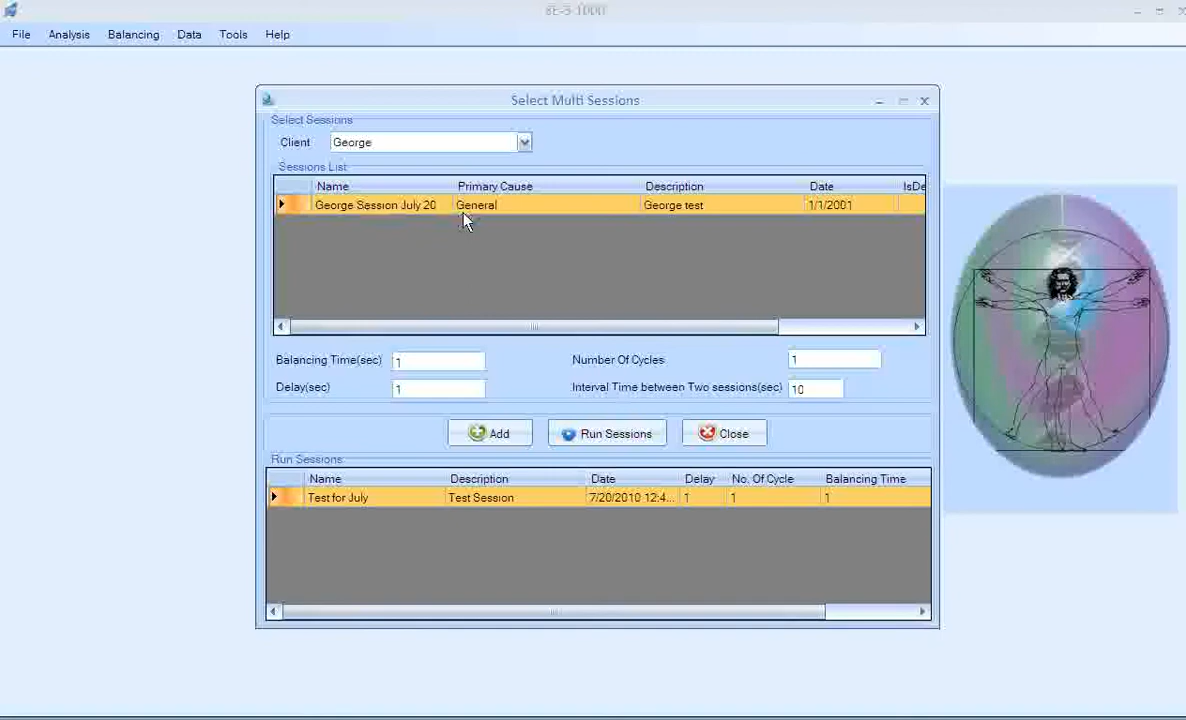 8E-5 1000
File Analysis Balancing Data Tools Help
Select Multi Sessions
Select Sessions
Client George
Sessions List
Name Primary Cause Description Date IsDe
George Session July 20 General George test 1/1/2001
Balancing Time(sec) 1 Number Of Cycles 1
Delay(sec) 1 Interval Time between Two sessions(sec) 10
Add Run Sessions Close
Run Sessions
Name Description Date Delay No. Of Cycle Balancing Time
Test for July Test Session 7/20/2010 12:4... 1 1 1